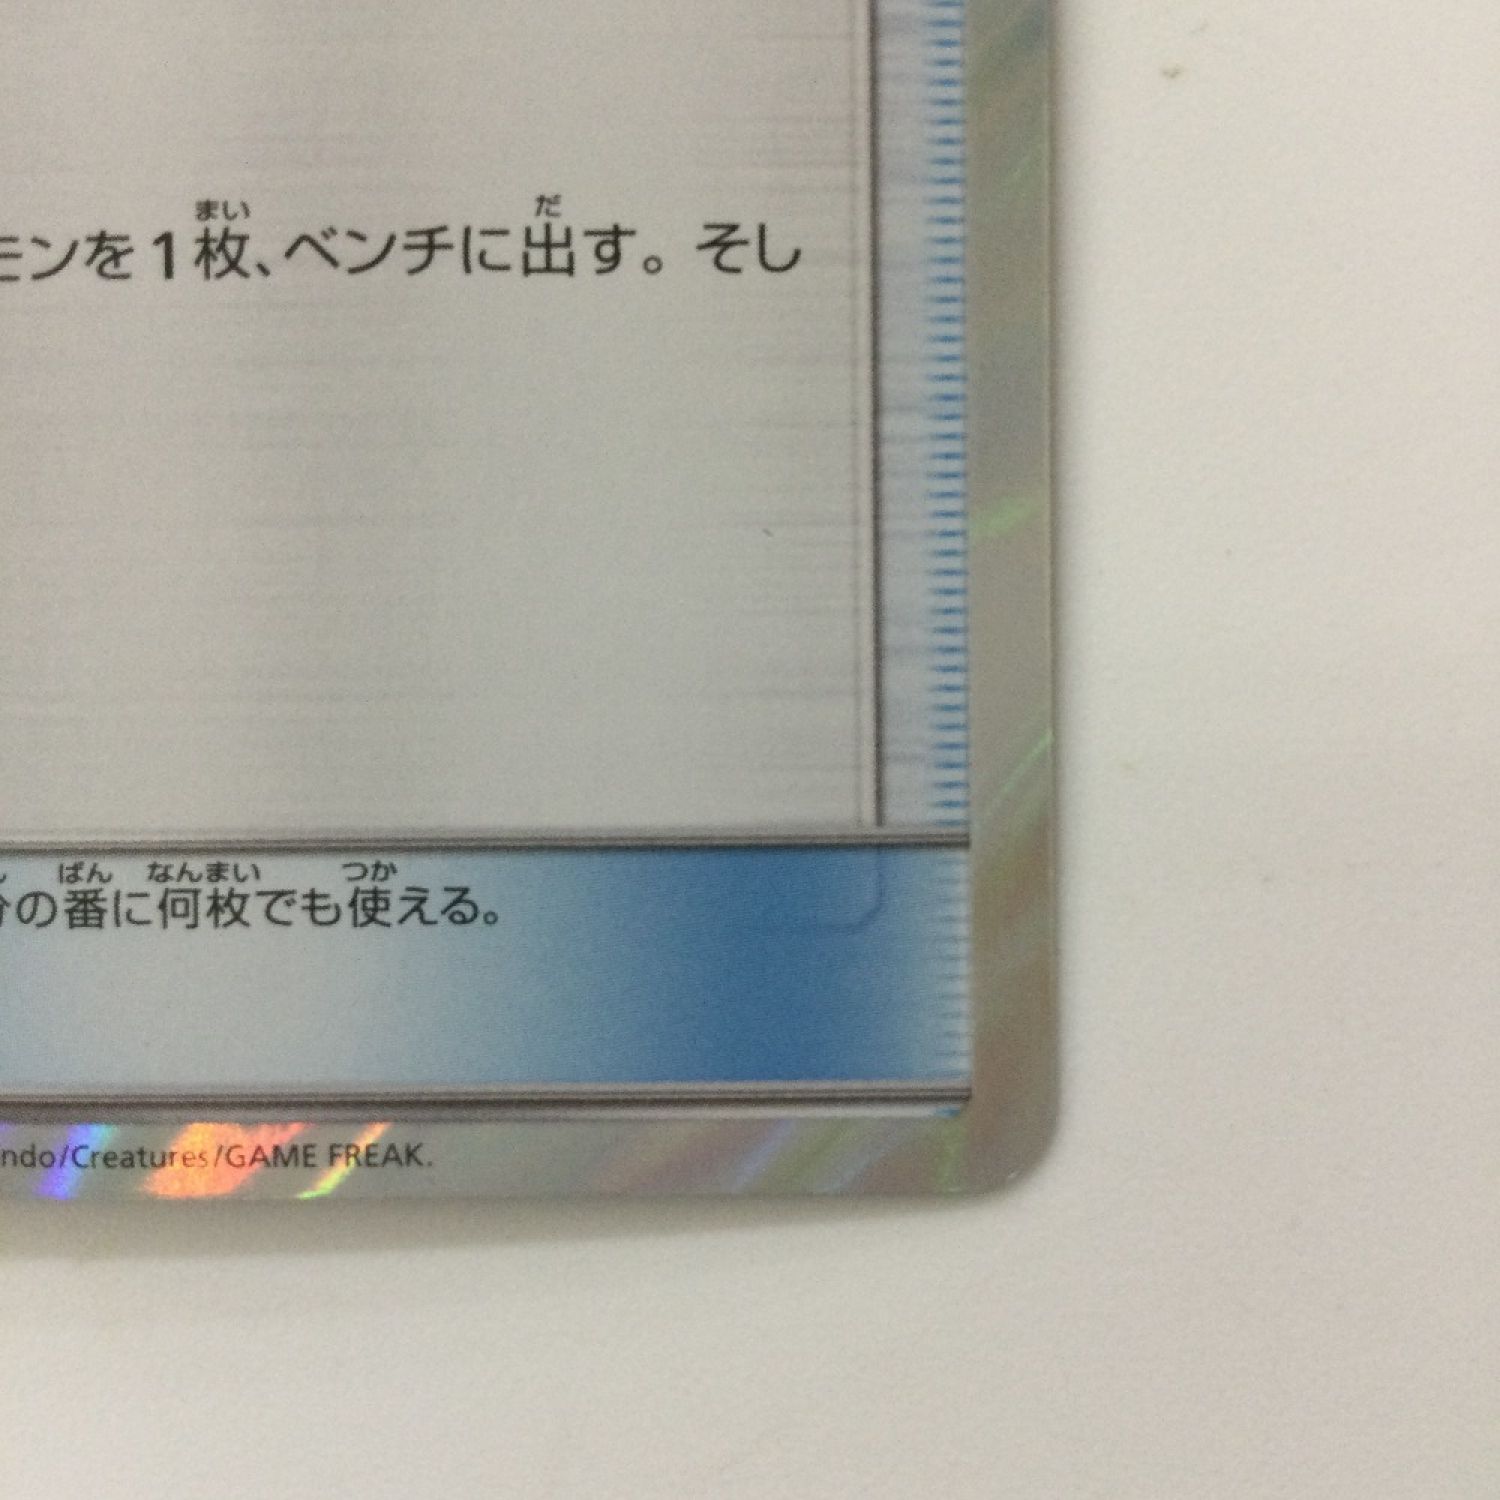 まい だ
モンを1枚、ベンチに出す。そし
ばん なんまい つか
分の番に何枚でも使える。
ndo/Creatures/GAME FREAK.